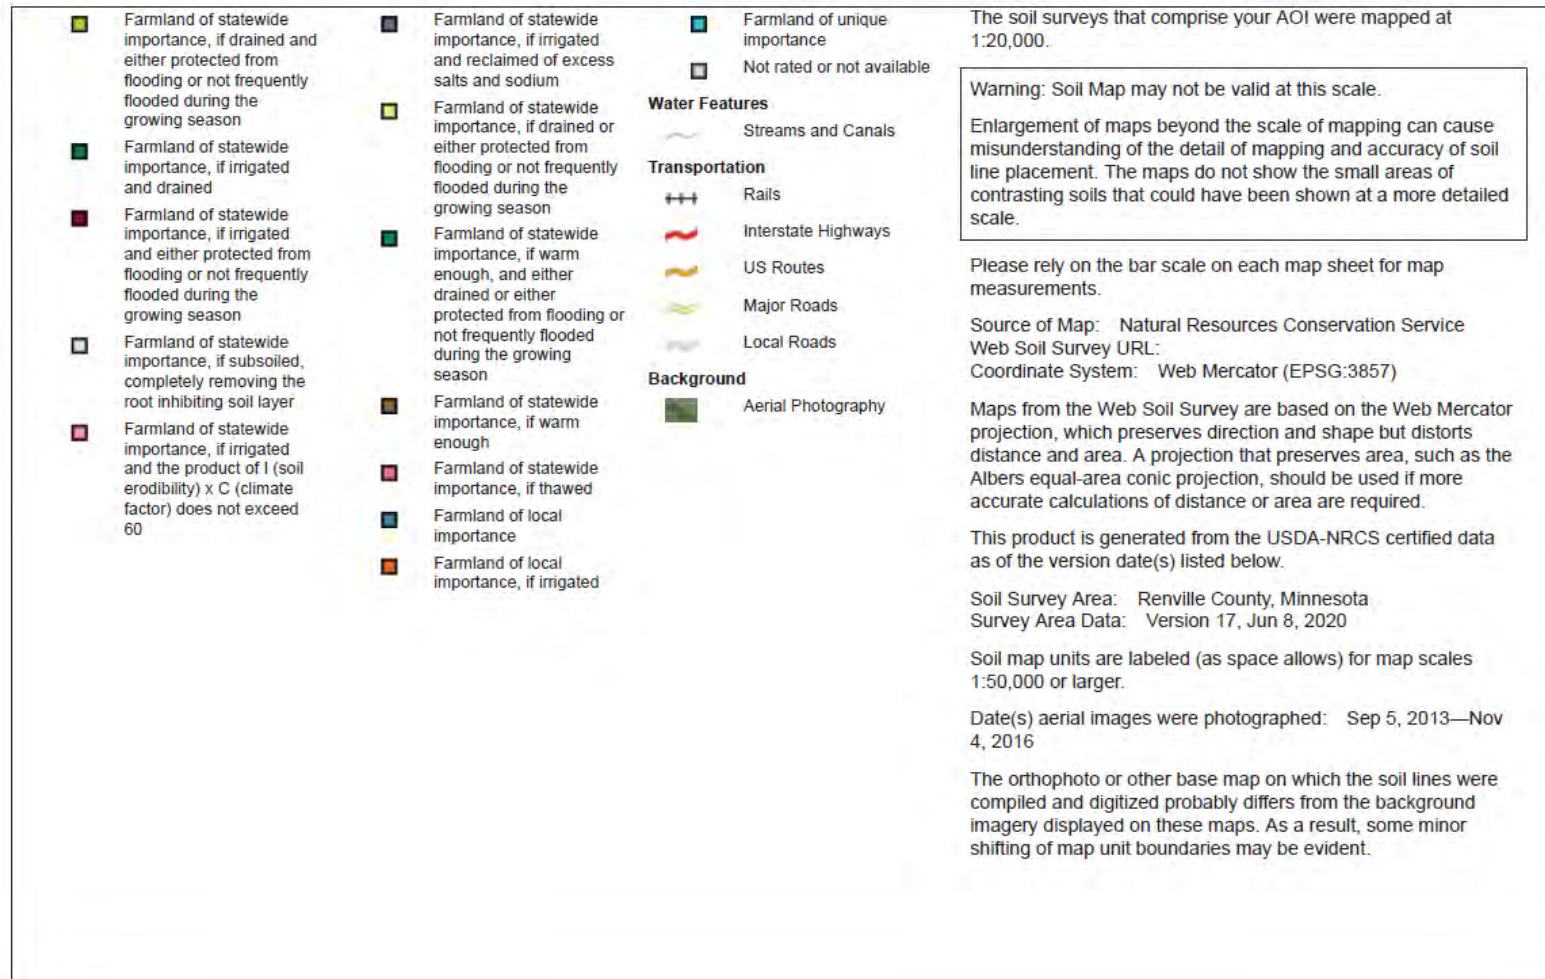 Farmland of statewide
importance, if drained and
either protected from
flooding or not frequently
flooded during the
growing season
Farmland of statewide
importance, if irrigated
and drained
Farmland of statewide
importance, if irrigated
and either protected from
flooding or not frequently
flooded during the
growing season
Farmland of statewide
importance, if subsoiled,
completely removing the
root inhibiting soil layer
Farmland of statewide
importance, if irrigated
and the product of I (soil
erodibility) x C (climate
factor) does not exceed
60
Farmland of statewide
importance, if irrigated
and reclaimed of excess
salts and sodium
Farmland of statewide
importance, if drained or
either protected from
flooding or not frequently
flooded during the
growing season
Farmland of statewide
importance, if warm
enough, and either
drained or either
protected from flooding or
not frequently flooded
during the growing
season
Farmland of statewide
importance, if warm
enough
Farmland of statewide
importance, if thawed
Farmland of local
importance
Farmland of local
importance, if irrigated
Farmland of unique
importance
Not rated or not available
Water Features
Streams and Canals
Transportation
Rails
Interstate Highways
US Routes
Major Roads
Local Roads
Background
Aerial Photography
The soil surveys that comprise your AOI were mapped at
1:20,000.
Warning: Soil Map may not be valid at this scale.
Enlargement of maps beyond the scale of mapping can cause
misunderstanding of the detail of mapping and accuracy of soil
line placement. The maps do not show the small areas of
contrasting soils that could have been shown at a more detailed
scale.
Please rely on the bar scale on each map sheet for map
measurements.
Source of Map: Natural Resources Conservation Service
Web Soil Survey URL:
Coordinate System: Web Mercator (EPSG:3857)
Maps from the Web Soil Survey are based on the Web Mercator
projection, which preserves direction and shape but distorts
distance and area. A projection that preserves area, such as the
Albers equal-area conic projection, should be used if more
accurate calculations of distance or area are required.
This product is generated from the USDA-NRCS certified data
as of the version date(s) listed below.
Soil Survey Area: Renville County, Minnesota
Survey Area Data: Version 17, Jun 8, 2020
Soil map units are labeled (as space allows) for map scales
1:50,000 or larger.
Date(s) aerial images were photographed: Sep 5, 2013—Nov
4, 2016
The orthophoto or other base map on which the soil lines were
compiled and digitized probably differs from the background
imagery displayed on these maps. As a result, some minor
shifting of map unit boundaries may be evident.